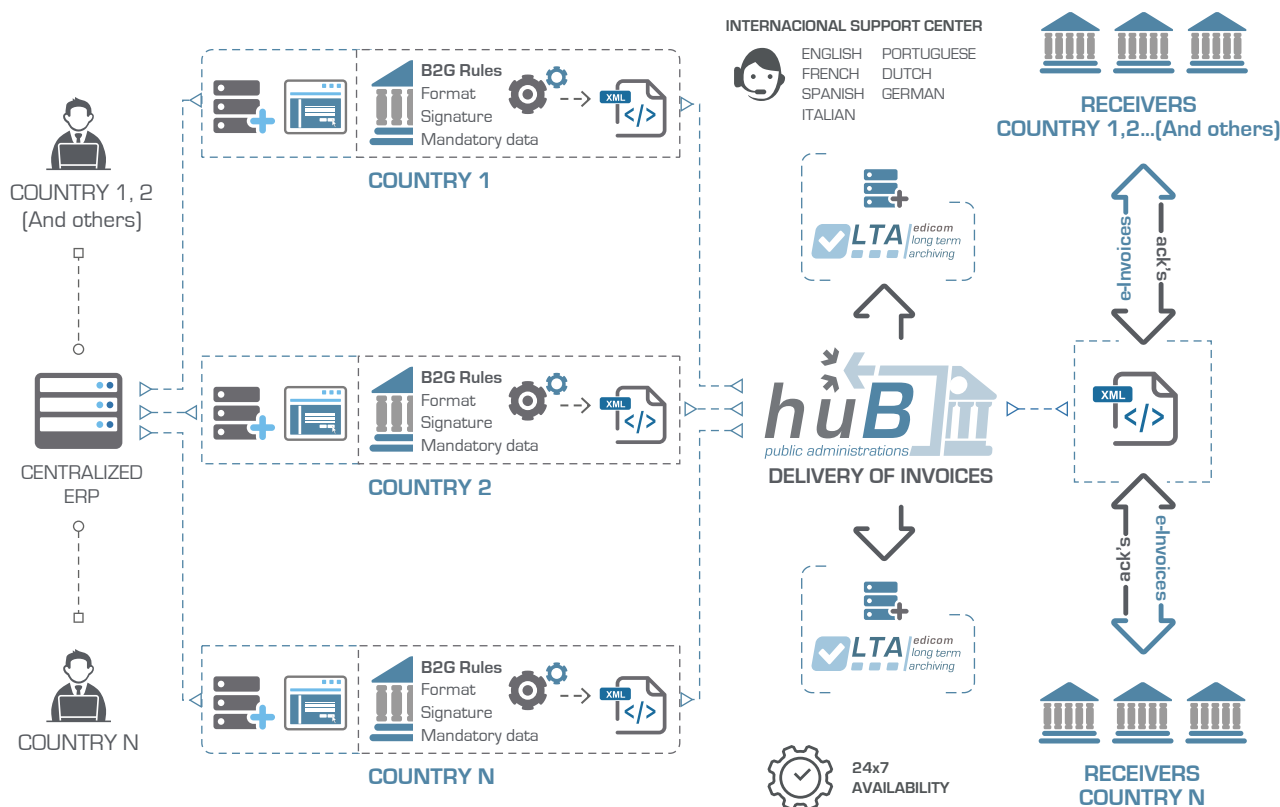 INTERNACIONAL SUPPORT CENTER
ENGLISH
FRENCH
SPANISH
ITALIAN
PORTUGUESE
DUTCH
GERMAN
RECEIVERS
COUNTRY 1,2...(And others)
COUNTRY 1, 2
(And others)
B2G Rules
Format
Signature
Mandatory data
XML
</>
COUNTRY 1
LTA
edicom
long term
archiving
e-Invoices
ack's
CENTRALIZED
ERP
B2G Rules
Format
Signature
Mandatory data
XML
</>
COUNTRY 2
huB
public administrations
DELIVERY OF INVOICES
XML
</>
ack's
e-Invoices
LTA
edicom
long term
archiving
COUNTRY N
B2G Rules
Format
Signature
Mandatory data
XML
</>
COUNTRY N
24x7
AVAILABILITY
RECEIVERS
COUNTRY N